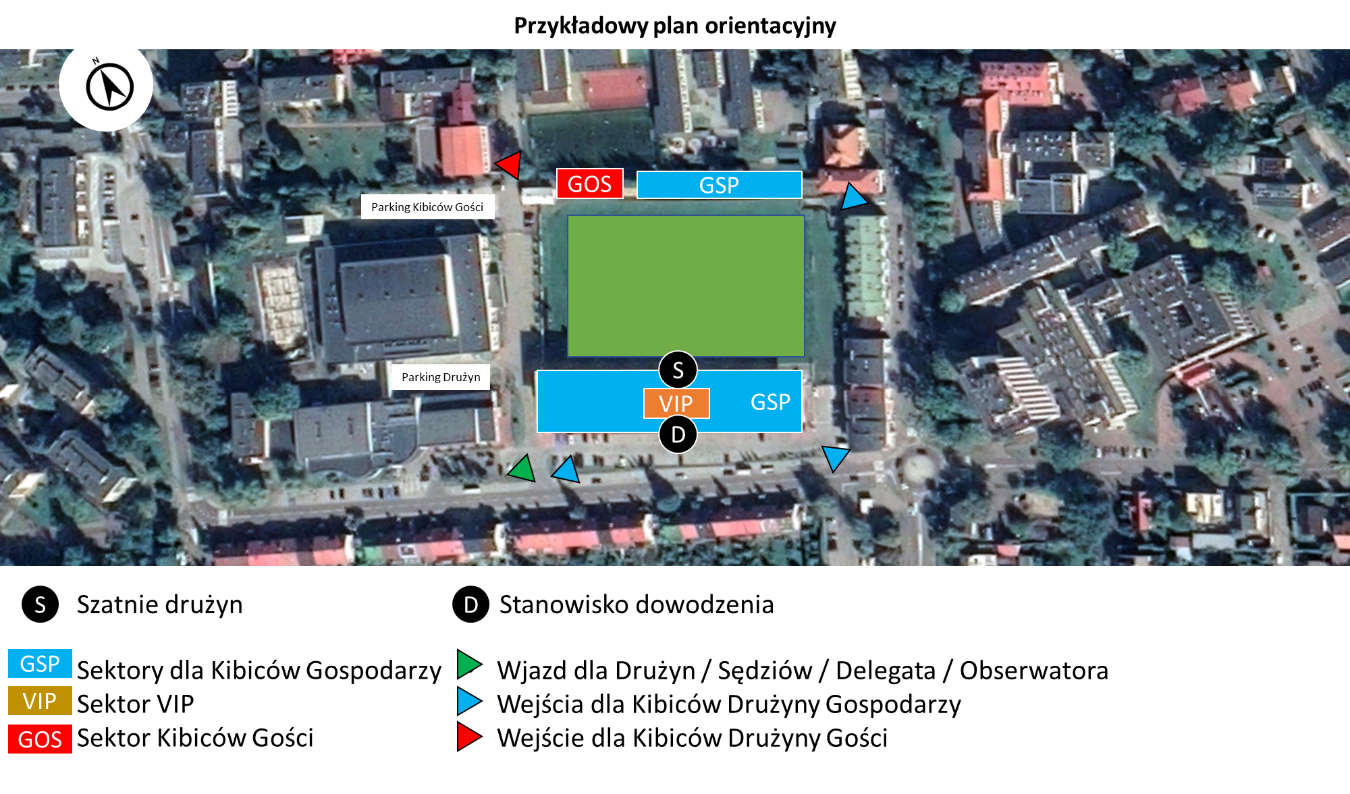 Przykładowy plan orientacyjny
N
GOS
GSP
Parking Kibiców Gości
S
Parking Drużyn
VIP
GSP
D
S Szatnie drużyn
D Stanowisko dowodzenia
GSP Sektory dla Kibiców Gospodarzy
VIP Sektor VIP
GOS Sektor Kibiców Gości
Wjazd dla Drużyn / Sędziów / Delegata / Obserwatora
Wejścia dla Kibiców Drużyny Gospodarzy
Wejście dla Kibiców Drużyny Gości